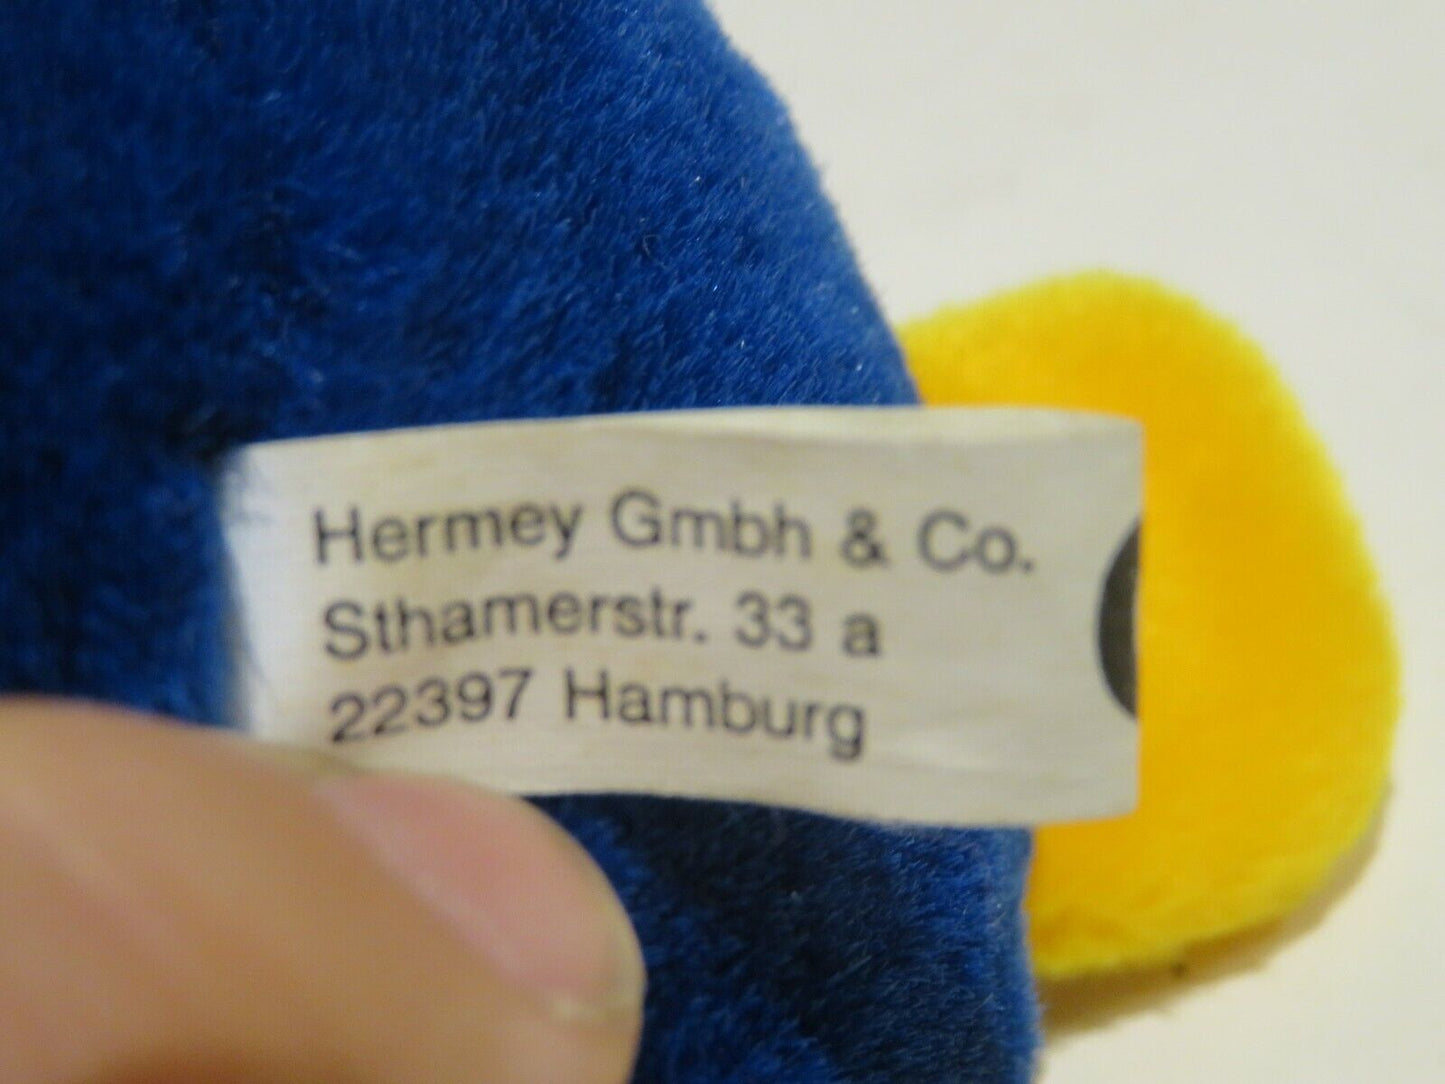 Hermey Gmbh & Co.
Sthamerstr. 33 a
22397 Hamburg